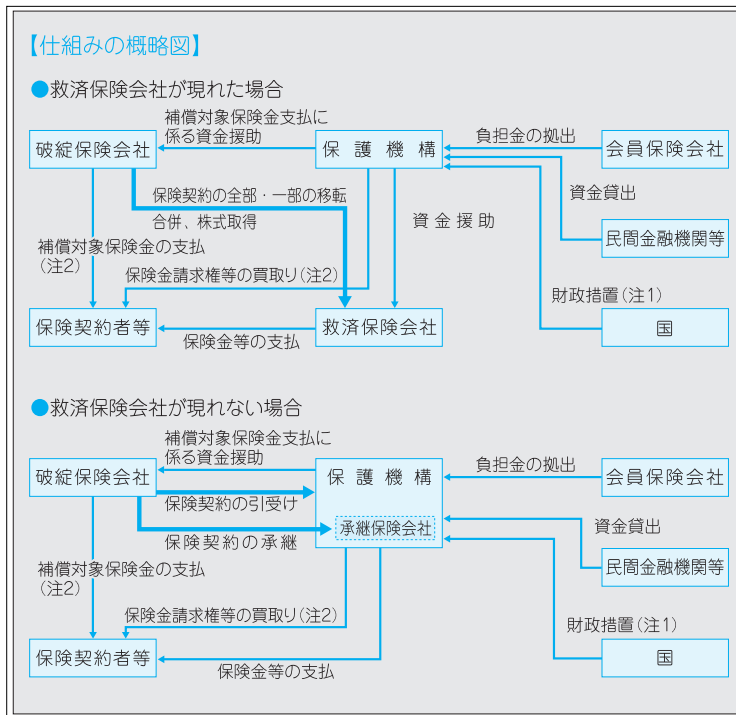 【仕組みの概略図】
●救済保険会社が現れた場合
補償対象保険金支払に
係る資金援助
負担金の拠出
破綻保険会社
保護機構
会員保険会社
保険契約の全部・一部の移転
合併、株式取得
資金援助
資金貸出
民間金融機関等
補償対象保険金の支払
(注2)
保険金請求権等の買取り(注2)
財政措置(注1)
保険契約者等
救済保険会社
国
保険金等の支払
●救済保険会社が現れない場合
補償対象保険金支払に
係る資金援助
負担金の拠出
破綻保険会社
保護機構
会員保険会社
保険契約の引受け
承継保険会社
保険契約の承継
資金貸出
民間金融機関等
補償対象保険金の支払
(注2)
保険金請求権等の買取り(注2)
財政措置(注1)
保険契約者等
国
保険金等の支払